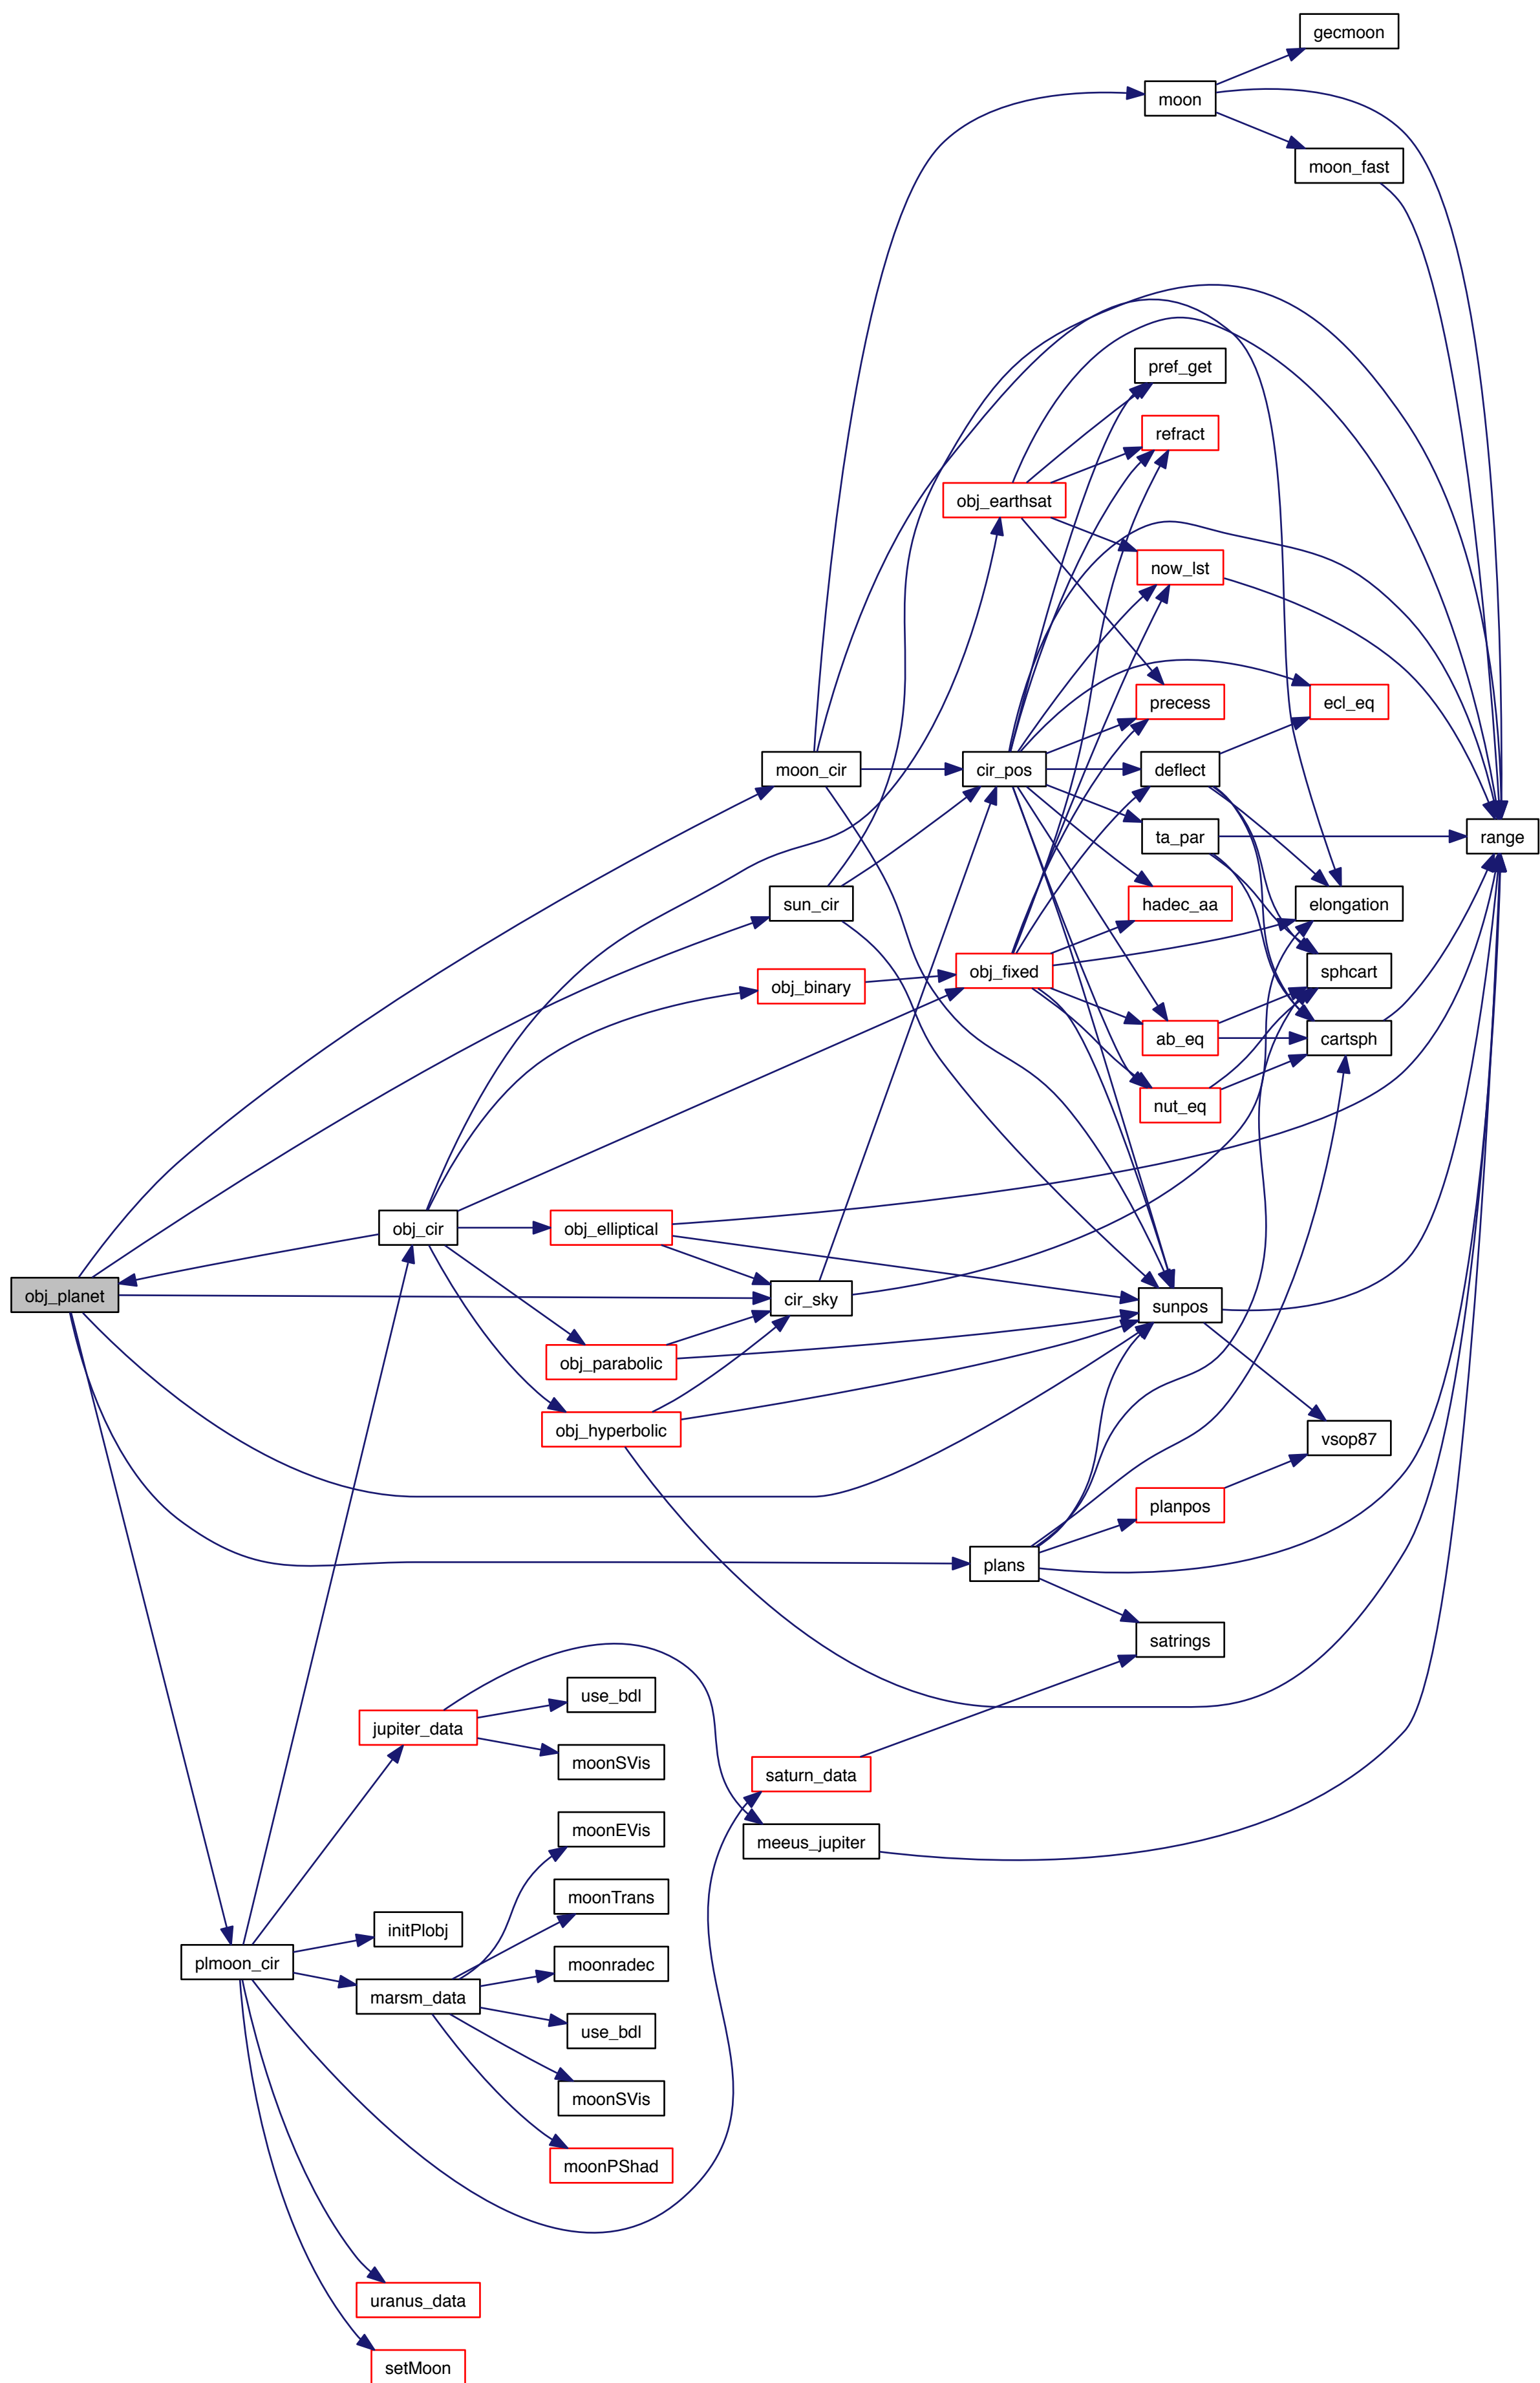 gecmoon
moon
moon_fast
pref_get
refract
obj_earthsat
now_lst
precess
ecl_eq
moon_cir
cir_pos
deflect
ta_par
range
sun_cir
hadec_aa
elongation
obj_binary
obj_fixed
sphcart
ab_eq
cartsph
nut_eq
obj_cir
obj_elliptical
obj_planet
cir_sky
sunpos
obj_parabolic
obj_hyperbolic
vsop87
planpos
plans
satrings
use_bdl
jupiter_data
moonSVis
saturn_data
moonEVis
meeus_jupiter
moonTrans
initPlobj
plmoon_cir
moonradec
marsm_data
use_bdl
moonSVis
moonPShad
uranus_data
setMoon